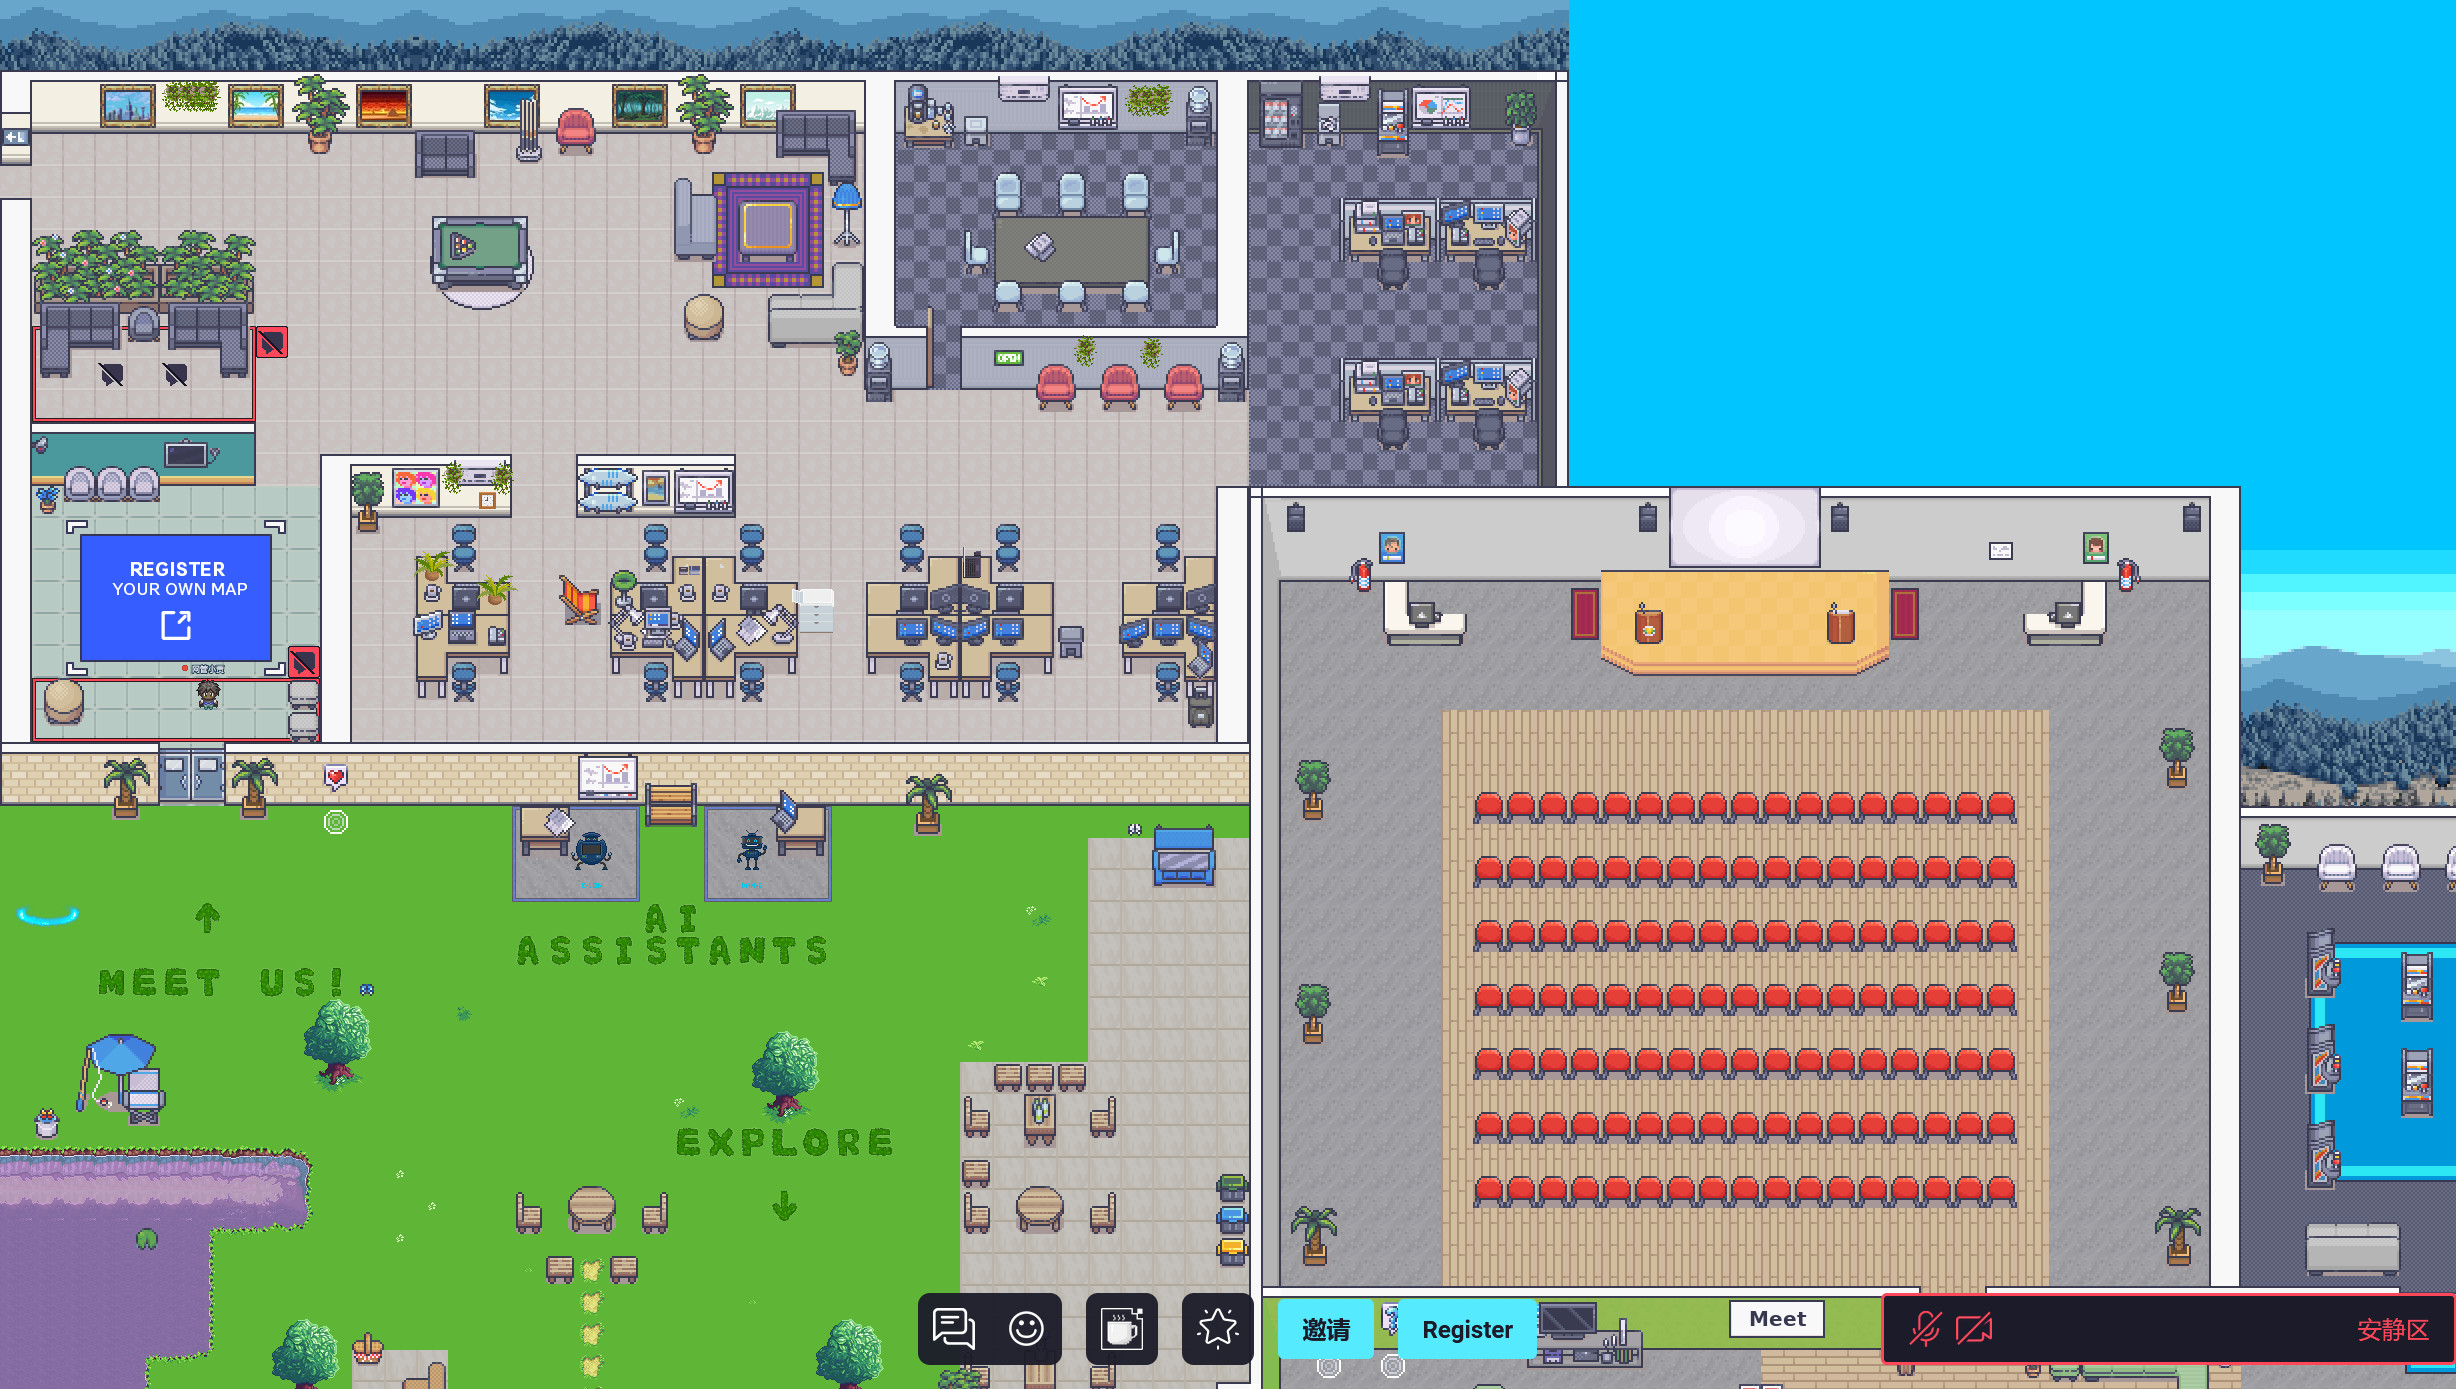 OPEN
REGISTER
YOUR OWN MAP
MEET US!
AI
ASSISTANTS
EXPLORE
邀请
Register
Meet
安静区